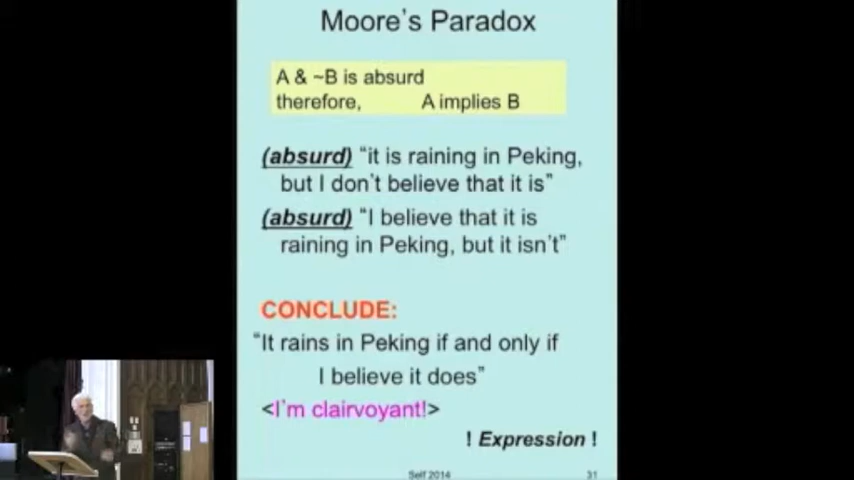 Moore's Paradox
A & ~B is absurd
therefore, A implies B
(absurd) "it is raining in Peking,
but I don't believe that it is"
(absurd) "I believe that it is
raining in Peking, but it isn't"
CONCLUDE:
"It rains in Peking if and only if
I believe it does"
<I'm clairvoyant!>
! Expression !
Self 2014
31